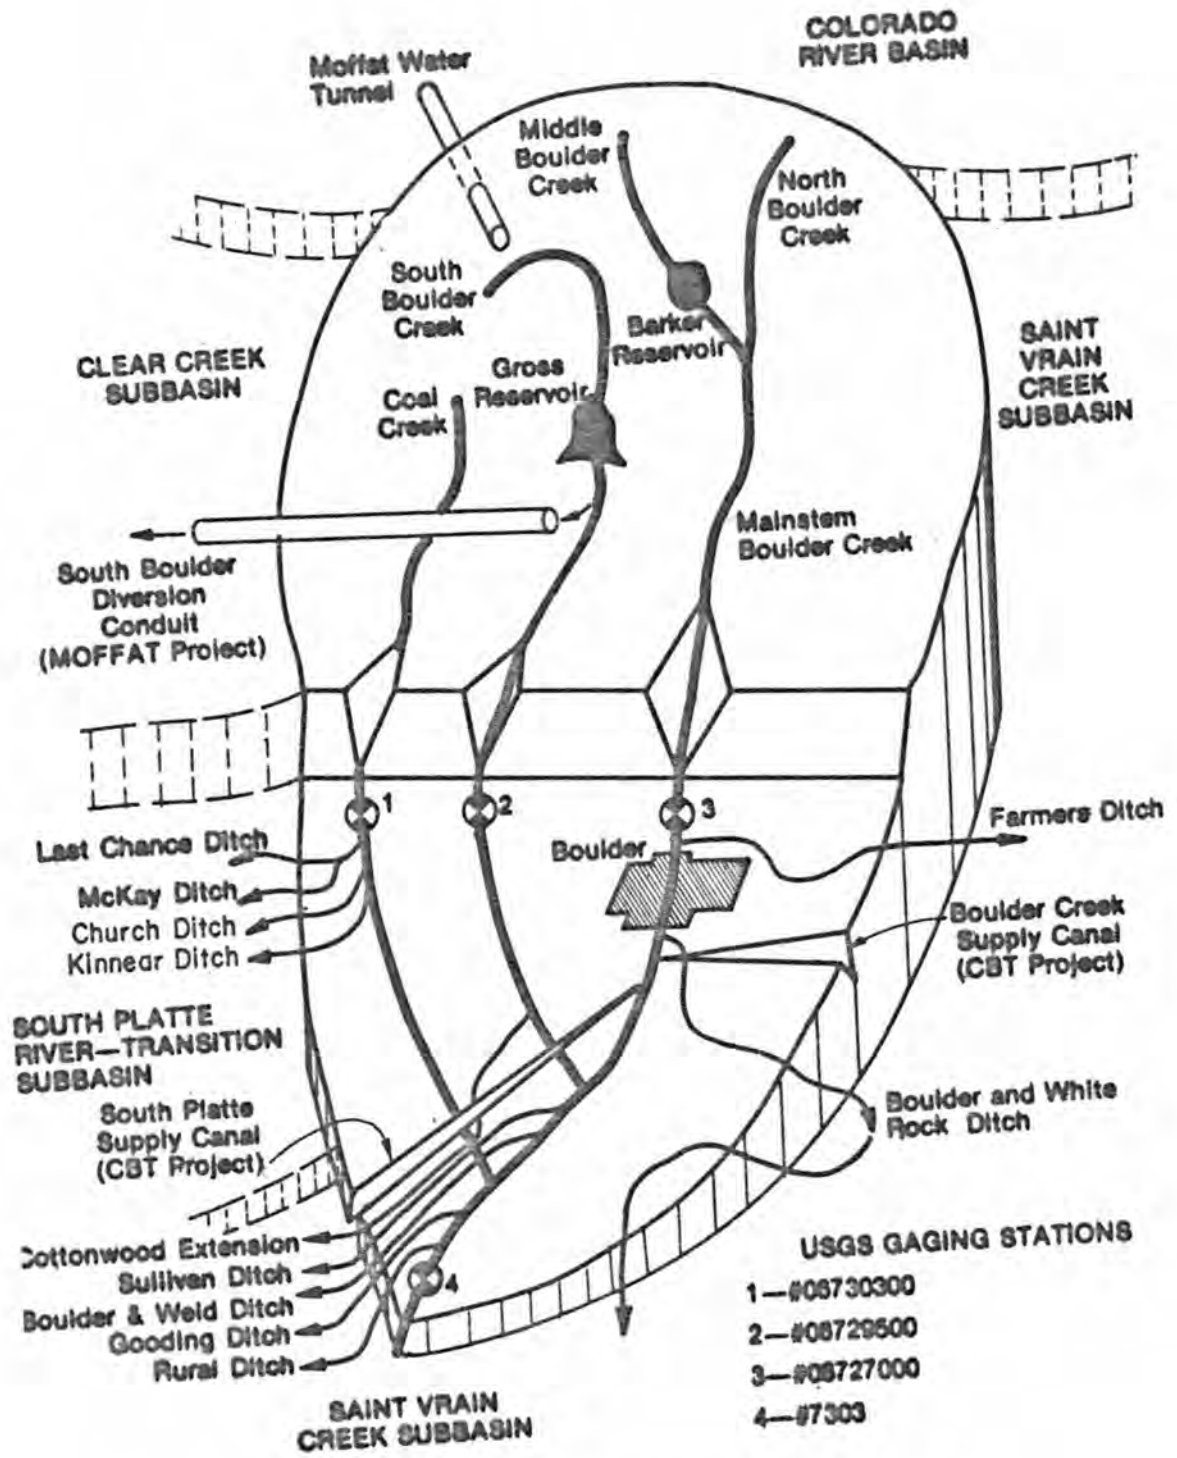 COLORADO
RIVER BASIN
Moffat Water
Tunnel
Middle
Boulder
Creek
North
Boulder
Creek
South
Boulder
Creek
Barker
Reservoir
SAINT
VRAIN
CREEK
SUBBASIN
CLEAR CREEK
SUBBASIN
Gross
Reservoir
Coal
Creek
Mainstem
Boulder Creek
South Boulder
Diversion
Conduit
(MOFFAT Project)
1
2
3
Farmers Ditch
Last Chance Ditch
Boulder
McKay Ditch
Church Ditch
Kinnear Ditch
Boulder Creek
Supply Canal
(CBT Project)
SOUTH PLATTE
RIVER—TRANSITION
SUBBASIN
South Platte
Supply Canal
(CBT Project)
Boulder and White
Rock Ditch
Cottonwood Extension
Sullivan Ditch
Boulder & Weld Ditch
Gooding Ditch
Rural Ditch
4
USGS GAGING STATIONS
1—#06730300
2—#06729500
3—#06727000
4—#7303
SAINT VRAIN
CREEK SUBBASIN